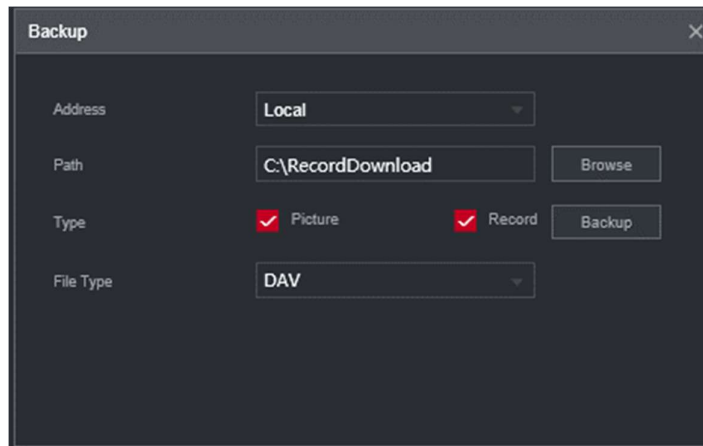 Backup
Address Local
Path C:\RecordDownload Browse
Type Picture Record Backup
File Type DAV